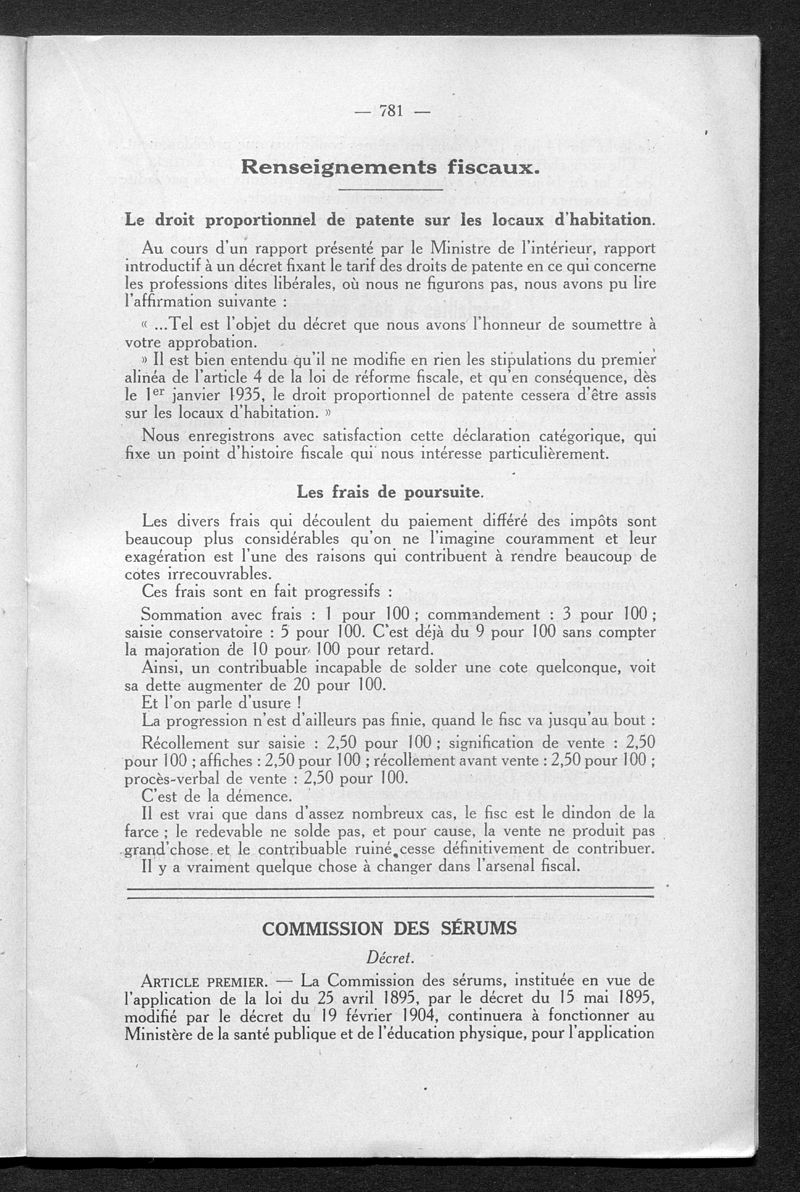 — 781 —
Renseignements fiscaux.
Le droit proportionnel de patente sur les locaux d'habitation.
Au cours d'un rapport présenté par le Ministre de l'intérieur, rapport
introductif à un décret fixant le tarif des droits de patente en ce qui concerne
les professions dites libérales, où nous ne figurons pas, nous avons pu lire
l'affirmation suivante :
« ...Tel est l'objet du décret que nous avons l'honneur de soumettre à
votre approbation.
» Il est bien entendu qu'il ne modifie en rien les stipulations du premier
alinéa de l'article 4 de la loi de réforme fiscale, et qu'en conséquence, dès
le 1er janvier 1935, le droit proportionnel de patente cessera d'être assis
sur les locaux d'habitation. »
Nous enregistrons avec satisfaction cette déclaration catégorique, qui
fixe un point d'histoire fiscale qui nous intéresse particulièrement.
Les frais de poursuite.
Les divers frais qui découlent du paiement différé des impôts sont
beaucoup plus considérables qu'on ne l'imagine couramment et leur
exagération est l'une des raisons qui contribuent à rendre beaucoup de
cotes irrecouvrables.
Ces frais sont en fait progressifs :
Sommation avec frais : 1 pour 100 ; commandement : 3 pour 100 ;
saisie conservatoire : 5 pour 100. C'est déjà du 9 pour 100 sans compter
la majoration de 10 pour 100 pour retard.
Ainsi, un contribuable incapable de solder une cote quelconque, voit
sa dette augmenter de 20 pour 100.
Et l'on parle d'usure !
La progression n'est d'ailleurs pas finie, quand le fisc va jusqu'au bout :
Récollement sur saisie : 2,50 pour 100 ; signification de vente : 2,50
pour 100 ; affiches : 2,50 pour 100 ; récollement avant vente : 2,50 pour 100 ;
procès-verbal de vente : 2,50 pour 100.
C'est de la démence.
Il est vrai que dans d'assez nombreux cas, le fisc est le dindon de la
farce ; le redevable ne solde pas, et pour cause, la vente ne produit pas
grand'chose et le contribuable ruiné cesse définitivement de contribuer.
Il y a vraiment quelque chose à changer dans l'arsenal fiscal.
COMMISSION DES SÉRUMS
Décret.
ARTICLE PREMIER. — La Commission des sérums, instituée en vue de
l'application de la loi du 25 avril 1895, par le décret du 15 mai 1895,
modifié par le décret du 19 février 1904, continuera à fonctionner au
Ministère de la santé publique et de l'éducation physique, pour l'application